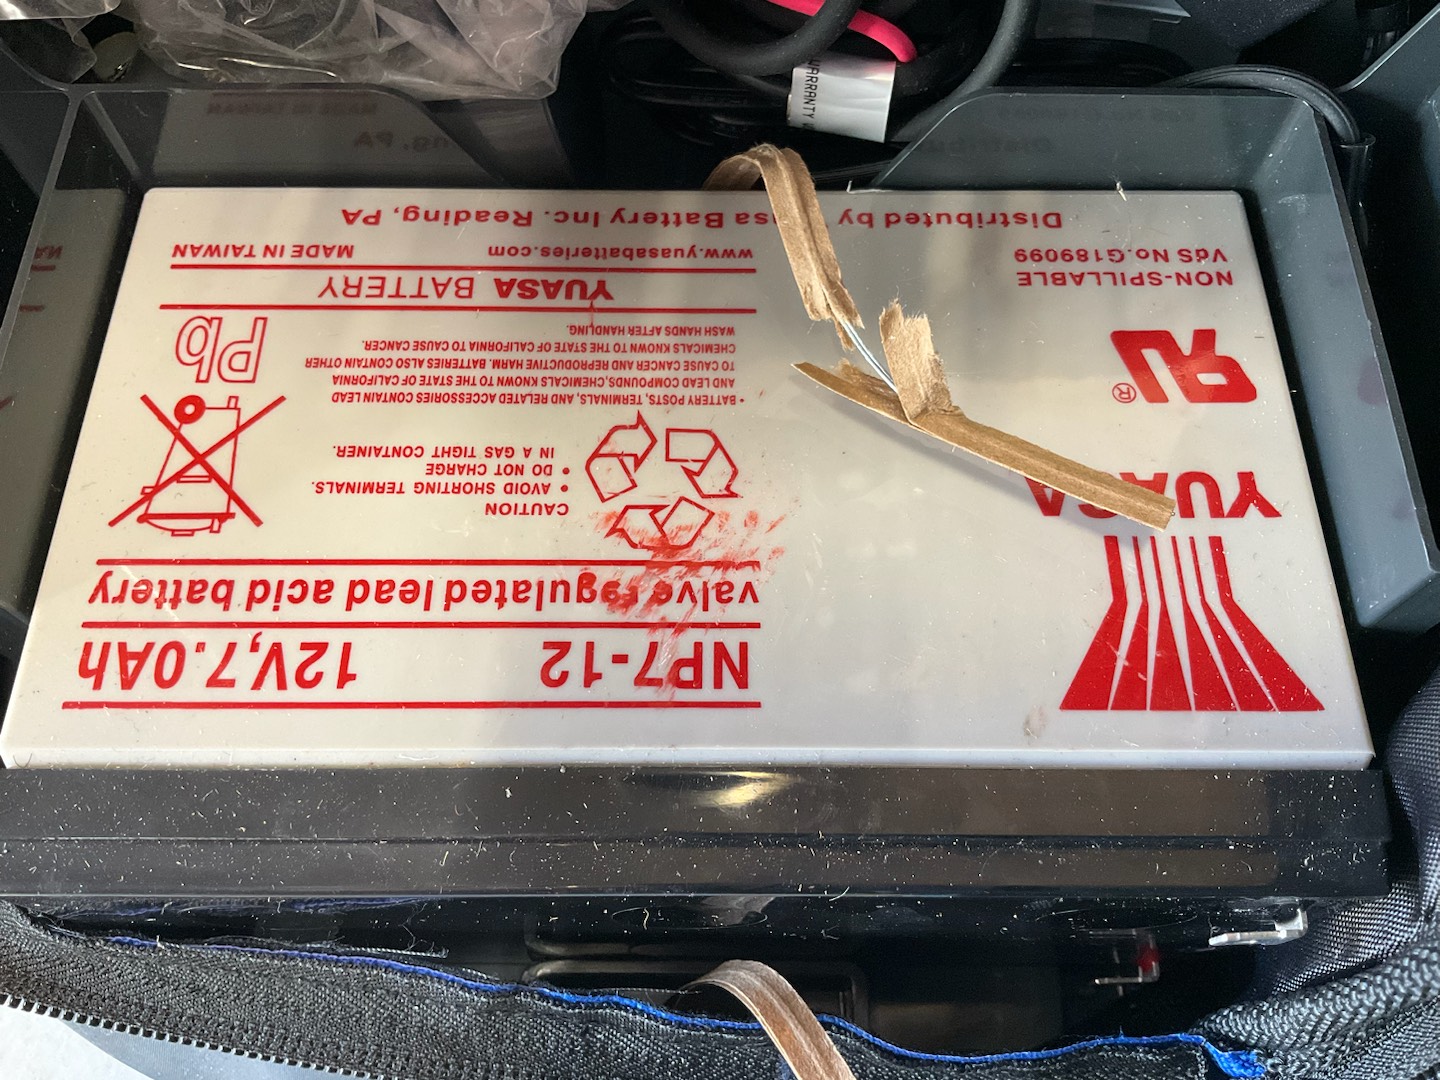 NP7-12 12V,7.0Ah
valve regulated lead acid battery
CAUTION
• AVOID SHORTING TERMINALS.
• DO NOT CHARGE
IN A GAS TIGHT CONTAINER.
• BATTERY POSTS, TERMINALS, AND RELATED ACCESSORIES CONTAIN LEAD
AND LEAD COMPOUNDS,CHEMICALS KNOWN TO THE STATE OF CALIFORNIA
TO CAUSE CANCER AND REPRODUCTIVE HARM. BATTERIES ALSO CONTAIN OTHER
CHEMICALS KNOWN TO THE STATE OF CALIFORNIA TO CAUSE CANCER.
WASH HANDS AFTER HANDLING.
Pb
YUASA BATTERY
www.yuasabatteries.com MADE IN TAIWAN
YUASA
®
NON-SPILLABLE
VdS No.G189099
Distributed by Battery Inc. Reading, PA
WARRANTY